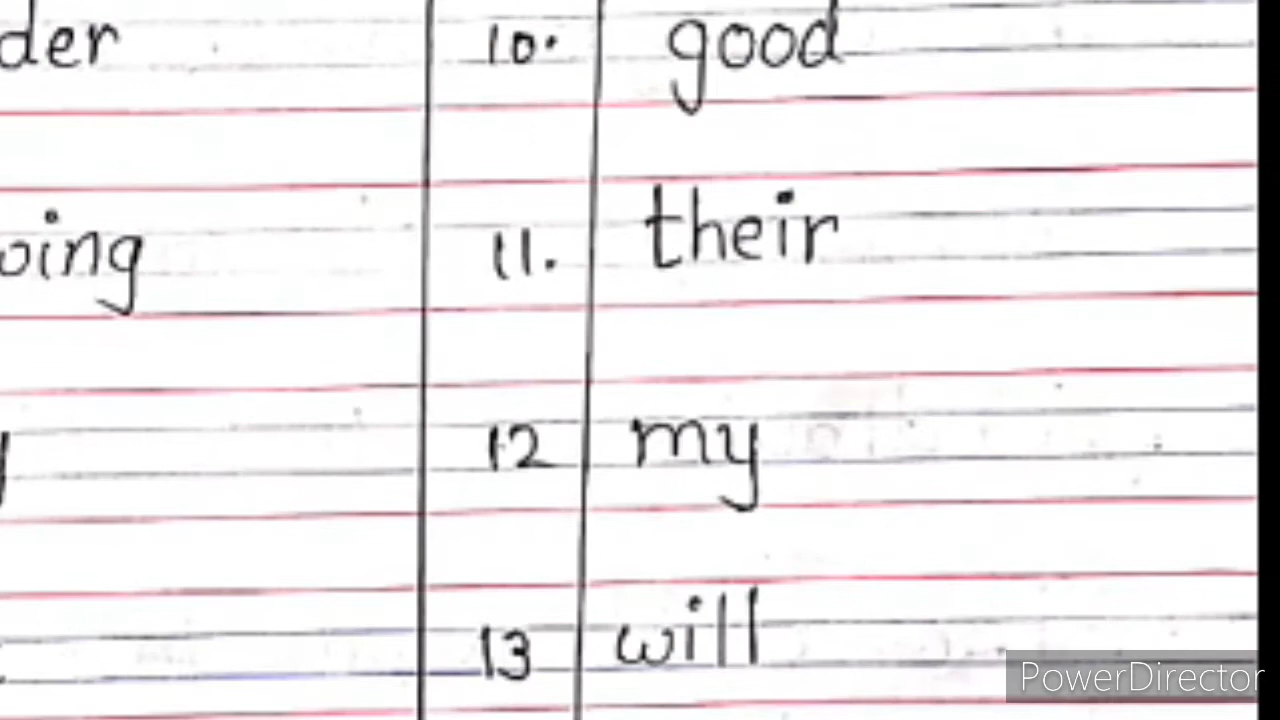 der 10. good
oing 11. their
12 my
13 will
PowerDirector